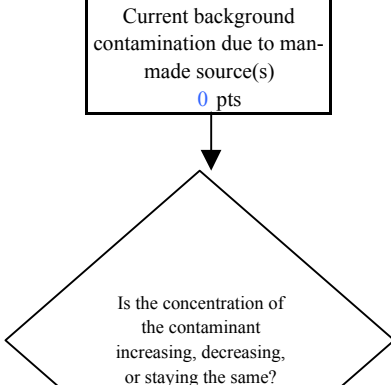 Current background
contamination due to man-
made source(s)
0 pts
Is the concentration of
the contaminant
increasing, decreasing,
or staying the same?